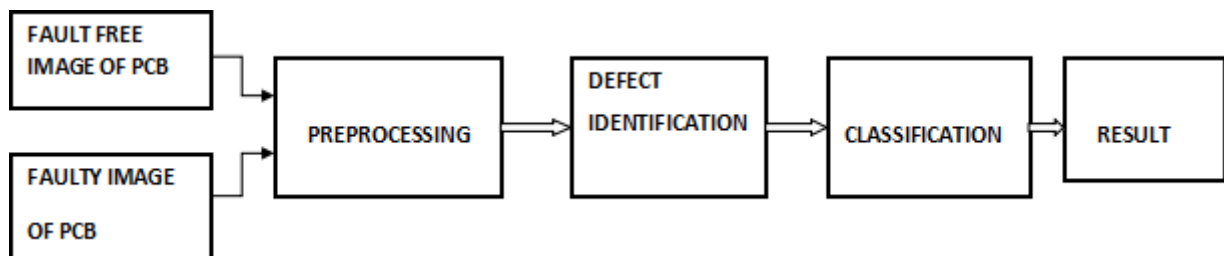 FAULT FREE
IMAGE OF PCB
FAULTY IMAGE
OF PCB
PREPROCESSING
DEFECT
IDENTIFICATION
CLASSIFICATION
RESULT